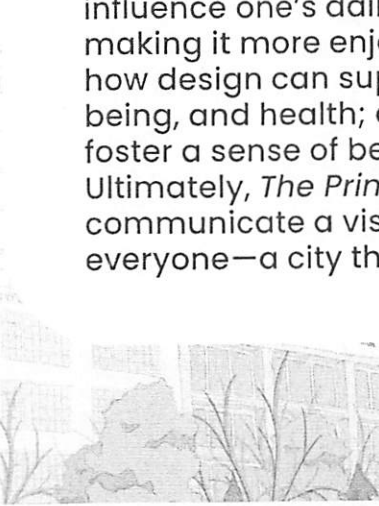 influence one's
making it more
how design can
being, and health;
foster a sense of
Ultimately, The
communicate a
everyone—a city